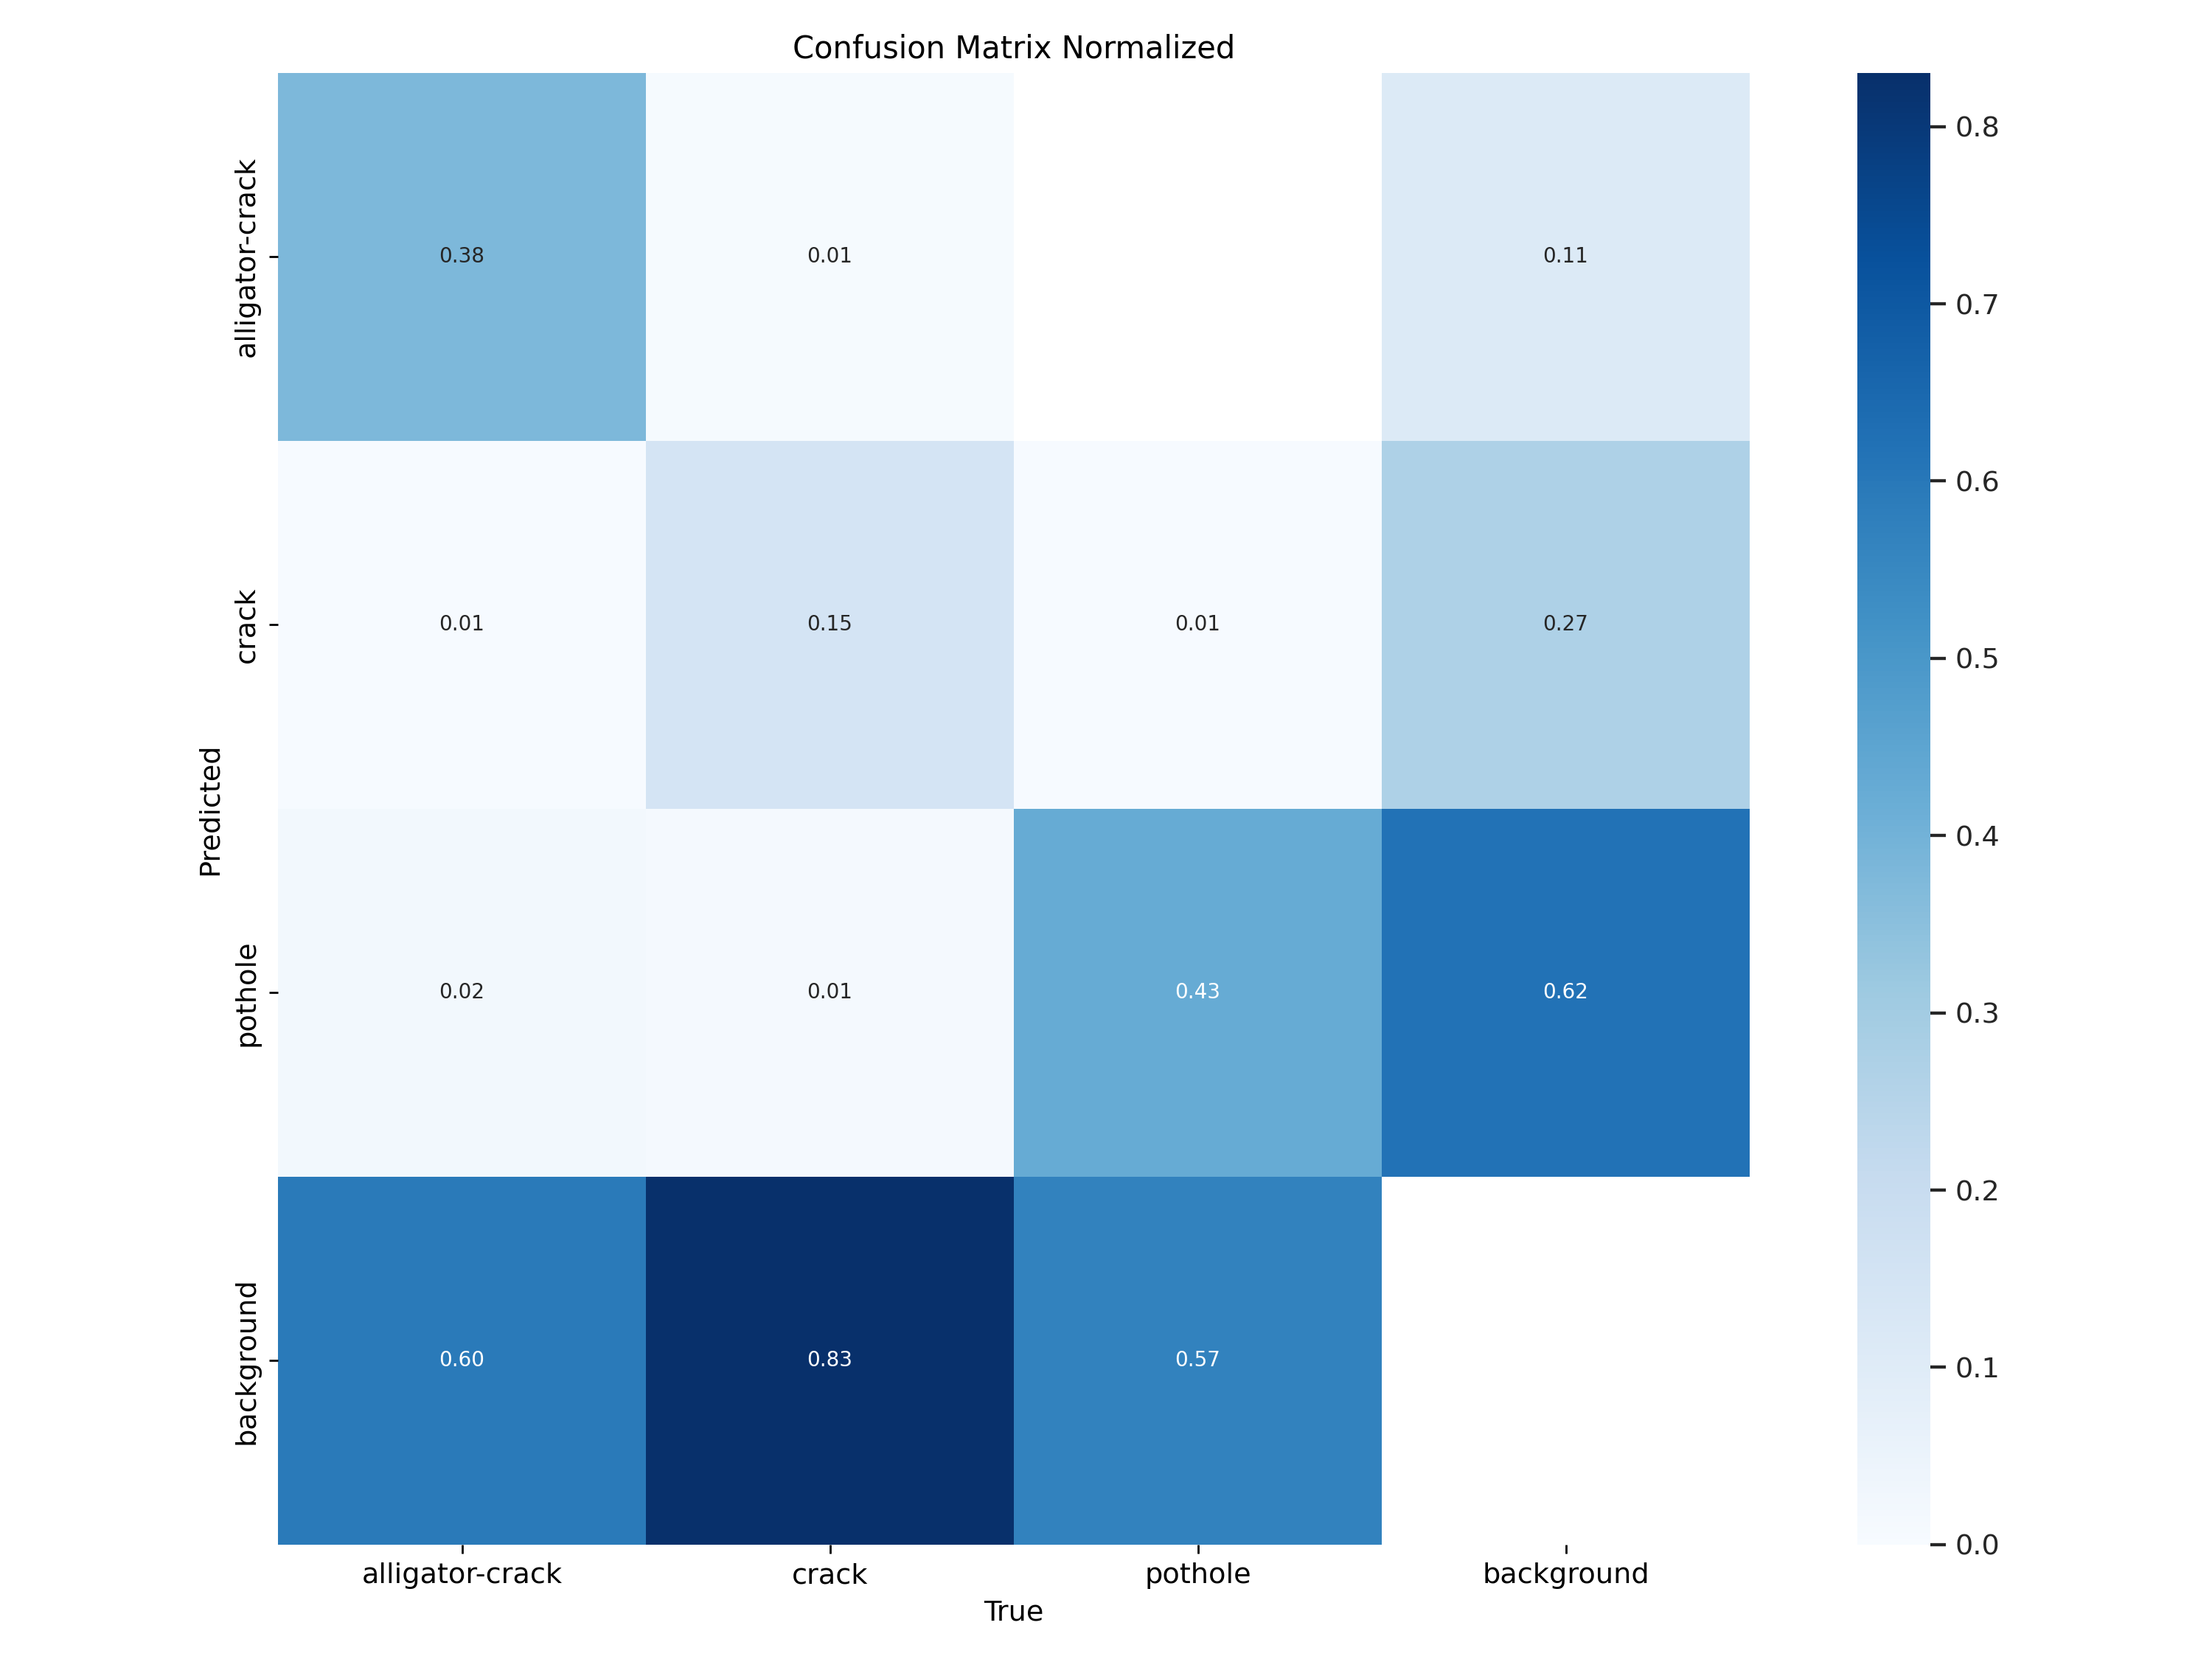 Confusion Matrix Normalized
Predicted
alligator-crack
0.38
0.01
0.11
crack
0.01
0.15
0.01
0.27
pothole
0.02
0.01
0.43
0.62
background
0.60
0.83
0.57
alligator-crack
crack
pothole
background
True
0.8
0.7
0.6
0.5
0.4
0.3
0.2
0.1
0.0